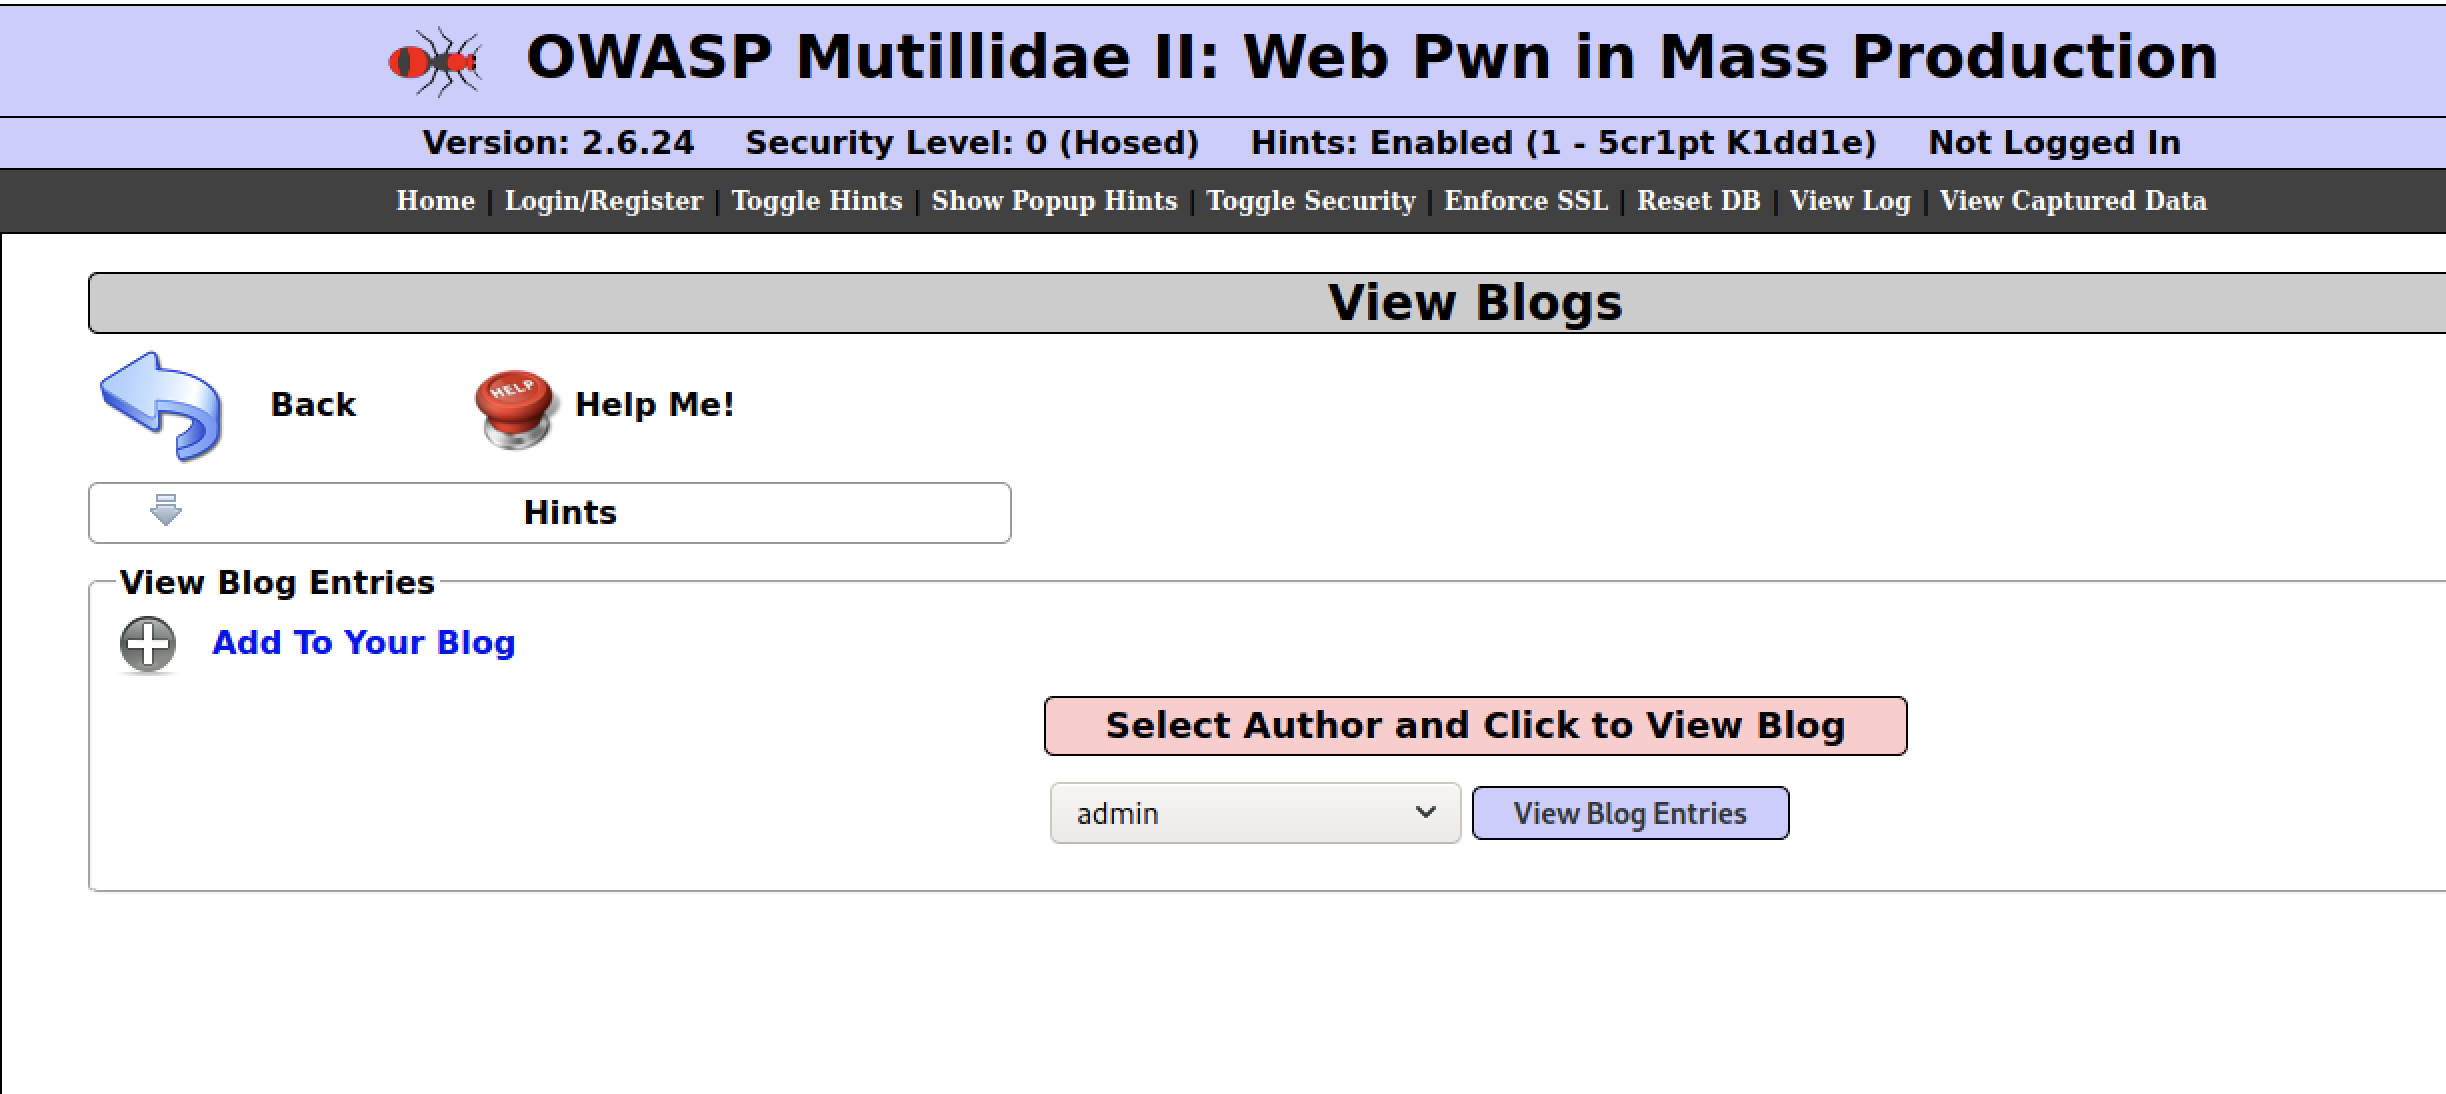 OWASP Mutillidae II: Web Pwn in Mass Production
Version: 2.6.24 Security Level: 0 (Hosed) Hints: Enabled (1 - 5cr1pt K1dd1e) Not Logged In
Home | Login/Register | Toggle Hints | Show Popup Hints | Toggle Security | Enforce SSL | Reset DB | View Log | View Captured Data
View Blogs
Back HELP Help Me!
Hints
View Blog Entries
Add To Your Blog
Select Author and Click to View Blog
admin View Blog Entries